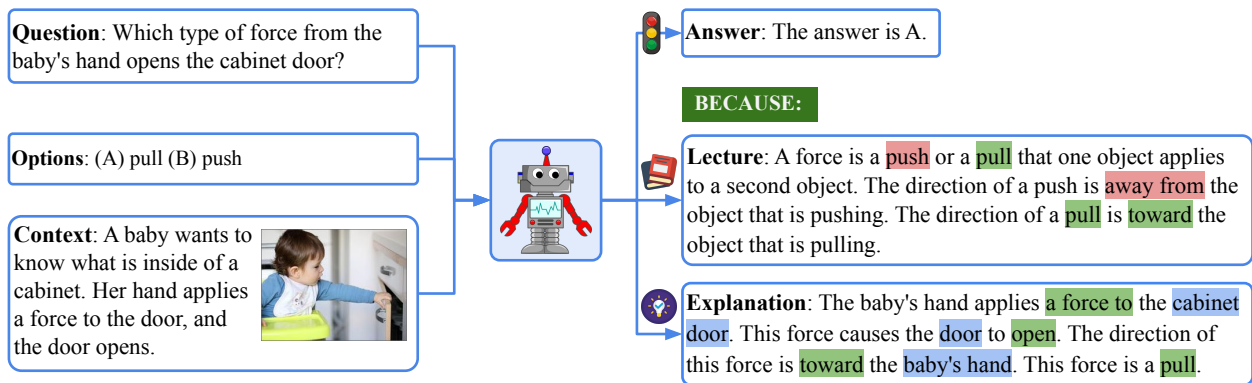 Question: Which type of force from the
baby's hand opens the cabinet door?
Options: (A) pull (B) push
Context: A baby wants to
know what is inside of a
cabinet. Her hand applies
a force to the door, and
the door opens.
Answer: The answer is A.
BECAUSE:
Lecture: A force is a push or a pull that one object applies
to a second object. The direction of a push is away from the
object that is pushing. The direction of a pull is toward the
object that is pulling.
Explanation: The baby's hand applies a force to the cabinet
door. This force causes the door to open. The direction of
this force is toward the baby's hand. This force is a pull.